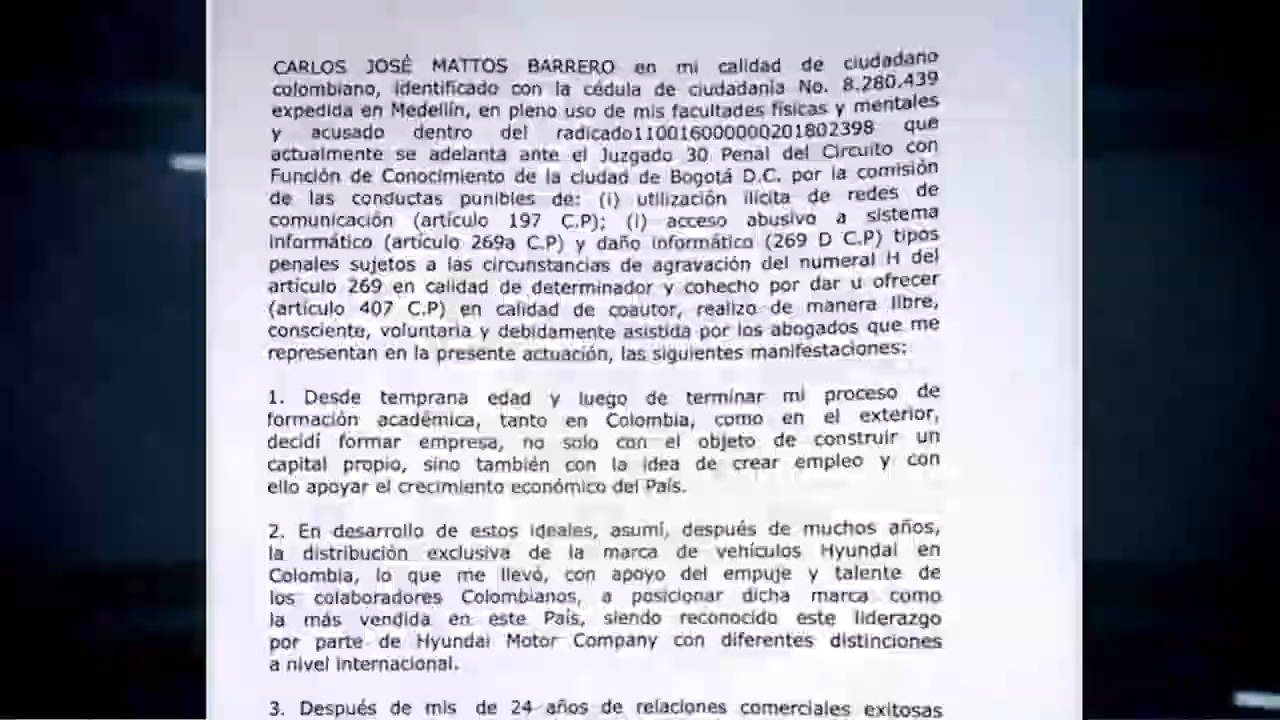 CARLOS JOSÉ MATTOS BARRERO en mi calidad de ciudadano
colombiano, identificado con la cédula de ciudadanía No. 8.280.439
expedida en Medellín, en pleno uso de mis facultades físicas y mentales
y acusado dentro del radicado110016000000201802398 que
actualmente se adelanta ante el Juzgado 30 Penal del Circuito con
Función de Conocimiento de la ciudad de Bogotá D.C. por la comisión
de las conductas punibles de: (i) utilización ilícita de redes de
comunicación (artículo 197 C.P); (i) acceso abusivo a sistema
informático (artículo 269a C.P) y daño informático (269 D C.P) tipos
penales sujetos a las circunstancias de agravación del numeral H del
artículo 269 en calidad de determinador y cohecho por dar u ofrecer
(artículo 407 C.P) en calidad de coautor, realizo de manera libre,
consciente, voluntaria y debidamente asistida por los abogados que me
representan en la presente actuación, las siguientes manifestaciones:
1. Desde temprana edad y luego de terminar mi proceso de
formación académica, tanto en Colombia, como en el exterior,
decidí formar empresa, no solo con el objeto de construir un
capital propio, sino también con la idea de crear empleo y con
ello apoyar el crecimiento económico del País.
2. En desarrollo de estos ideales, asumí, después de muchos años,
la distribución exclusiva de la marca de vehículos Hyundai en
Colombia, lo que me llevó, con apoyo del empuje y talente de
los colaboradores Colombianos, a posicionar dicha marca como
la más vendida en este País, siendo reconocido este liderazgo
por parte de Hyundai Motor Company con diferentes distinciones
a nivel internacional.
3. Después de mis de 24 años de relaciones comerciales exitosas